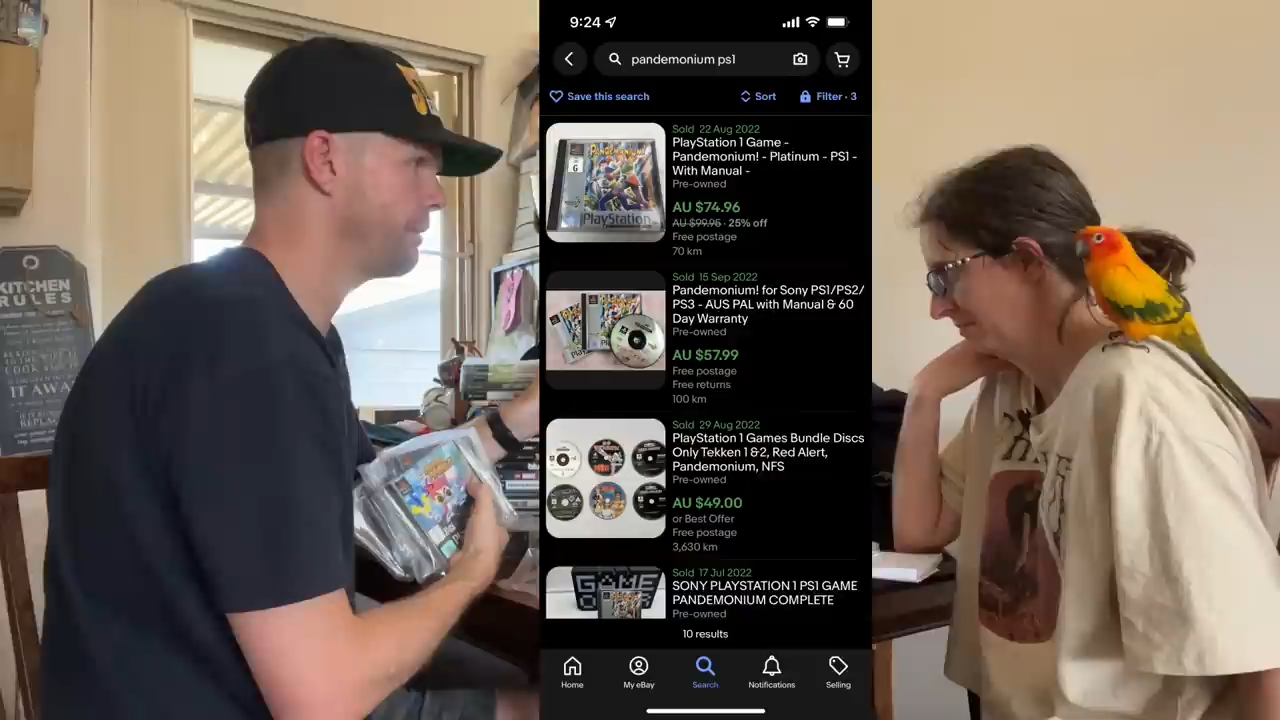 KITCHEN
RULES
IT AWAY
9:24
pandemonium ps1
Save this search
Sort
Filter · 3
Sold 22 Aug 2022
PlayStation 1 Game -
Pandemonium! - Platinum - PS1 -
With Manual -
Pre-owned
AU $74.96
AU $99.95 · 25% off
Free postage
70 km
PANDEMONIUM!
PlayStation
Sold 15 Sep 2022
Pandemonium! for Sony PS1/PS2/
PS3 - AUS PAL with Manual & 60
Day Warranty
Pre-owned
AU $57.99
Free postage
Free returns
100 km
Sold 29 Aug 2022
PlayStation 1 Games Bundle Discs
Only Tekken 1 &2, Red Alert,
Pandemonium, NFS
Pre-owned
AU $49.00
or Best Offer
Free postage
3,630 km
Sold 17 Jul 2022
SONY PLAYSTATION 1 PS1 GAME
PANDEMONIUM COMPLETE
Pre-owned
GAME
10 results
Home
My eBay
Search
Notifications
Selling